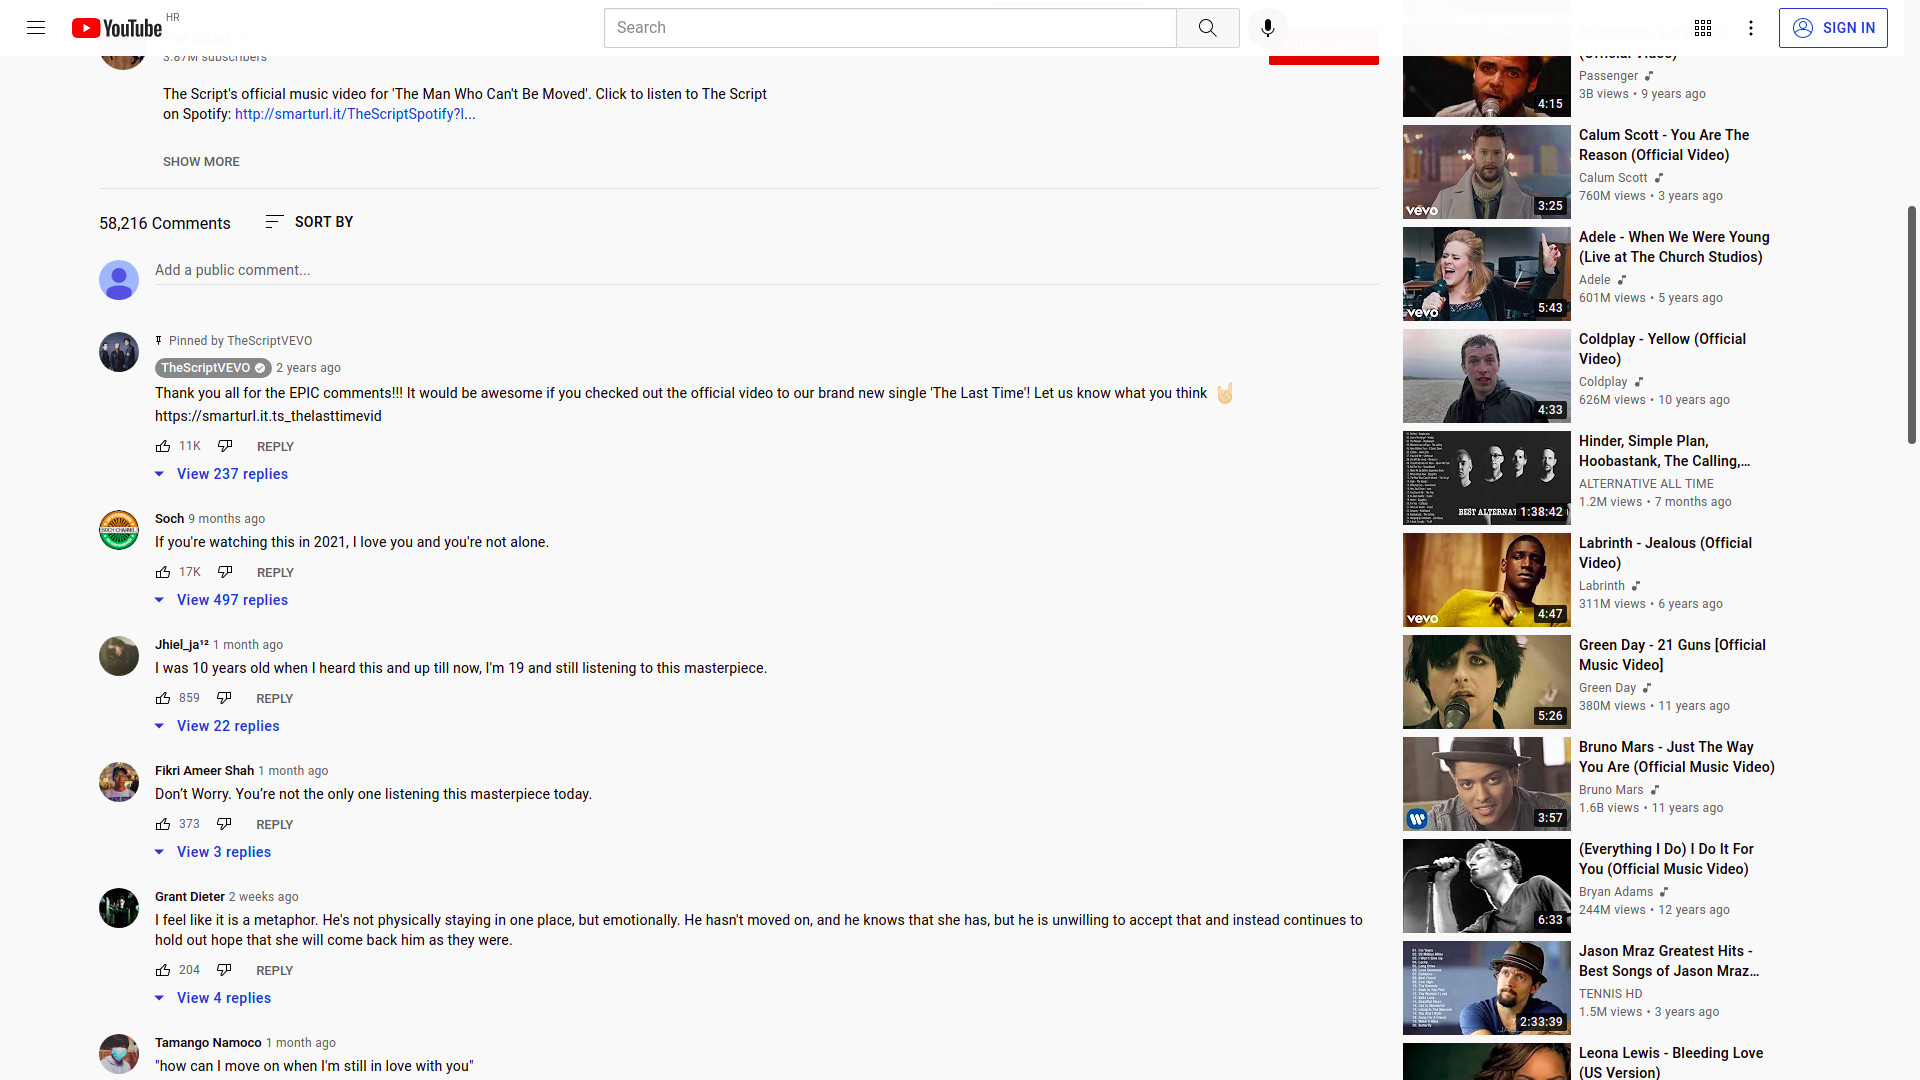 YouTube HR
Search
SIGN IN
3.87M subscribers
The Script's official music video for 'The Man Who Can't Be Moved'. Click to listen to The Script
on Spotify: http://smarturl.it/TheScriptSpotify?I...
SHOW MORE
58,216 Comments
SORT BY
Add a public comment...
Pinned by TheScriptVEVO
TheScriptVEVO 2 years ago
Thank you all for the EPIC comments!!! It would be awesome if you checked out the official video to our brand new single 'The Last Time'! Let us know what you think 🤘🏻
https://smarturl.it.ts_thelasttimevid
11K REPLY
View 237 replies
Soch 9 months ago
If you're watching this in 2021, I love you and you're not alone.
17K REPLY
View 497 replies
Jhiel_ja¹² 1 month ago
I was 10 years old when I heard this and up till now, I'm 19 and still listening to this masterpiece.
859 REPLY
View 22 replies
Fikri Ameer Shah 1 month ago
Don’t Worry. You’re not the only one listening this masterpiece today.
373 REPLY
View 3 replies
Grant Dieter 2 weeks ago
I feel like it is a metaphor. He's not physically staying in one place, but emotionally. He hasn't moved on, and he knows that she has, but he is unwilling to accept that and instead continues to
hold out hope that she will come back him as they were.
204 REPLY
View 4 replies
Tamango Namoco 1 month ago
"how can I move on when I'm still in love with you"
(Official Video)
Passenger
3B views • 9 years ago
4:15
Calum Scott - You Are The
Reason (Official Video)
Calum Scott
760M views • 3 years ago
vevo
3:25
Adele - When We Were Young
(Live at The Church Studios)
Adele
601M views • 5 years ago
vevo
5:43
Coldplay - Yellow (Official
Video)
Coldplay
626M views • 10 years ago
4:33
Hinder, Simple Plan,
Hoobastank, The Calling,...
ALTERNATIVE ALL TIME
1.2M views • 7 months ago
BEST ALTERNAT
1:38:42
Labrinth - Jealous (Official
Video)
Labrinth
311M views • 6 years ago
vevo
4:47
Green Day - 21 Guns [Official
Music Video]
Green Day
380M views • 11 years ago
5:26
Bruno Mars - Just The Way
You Are (Official Music Video)
Bruno Mars
1.6B views • 11 years ago
3:57
(Everything I Do) I Do It For
You (Official Music Video)
Bryan Adams
244M views • 12 years ago
6:33
Jason Mraz Greatest Hits -
Best Songs of Jason Mraz...
TENNIS HD
1.5M views • 3 years ago
2:33:39
Leona Lewis - Bleeding Love
(US Version)